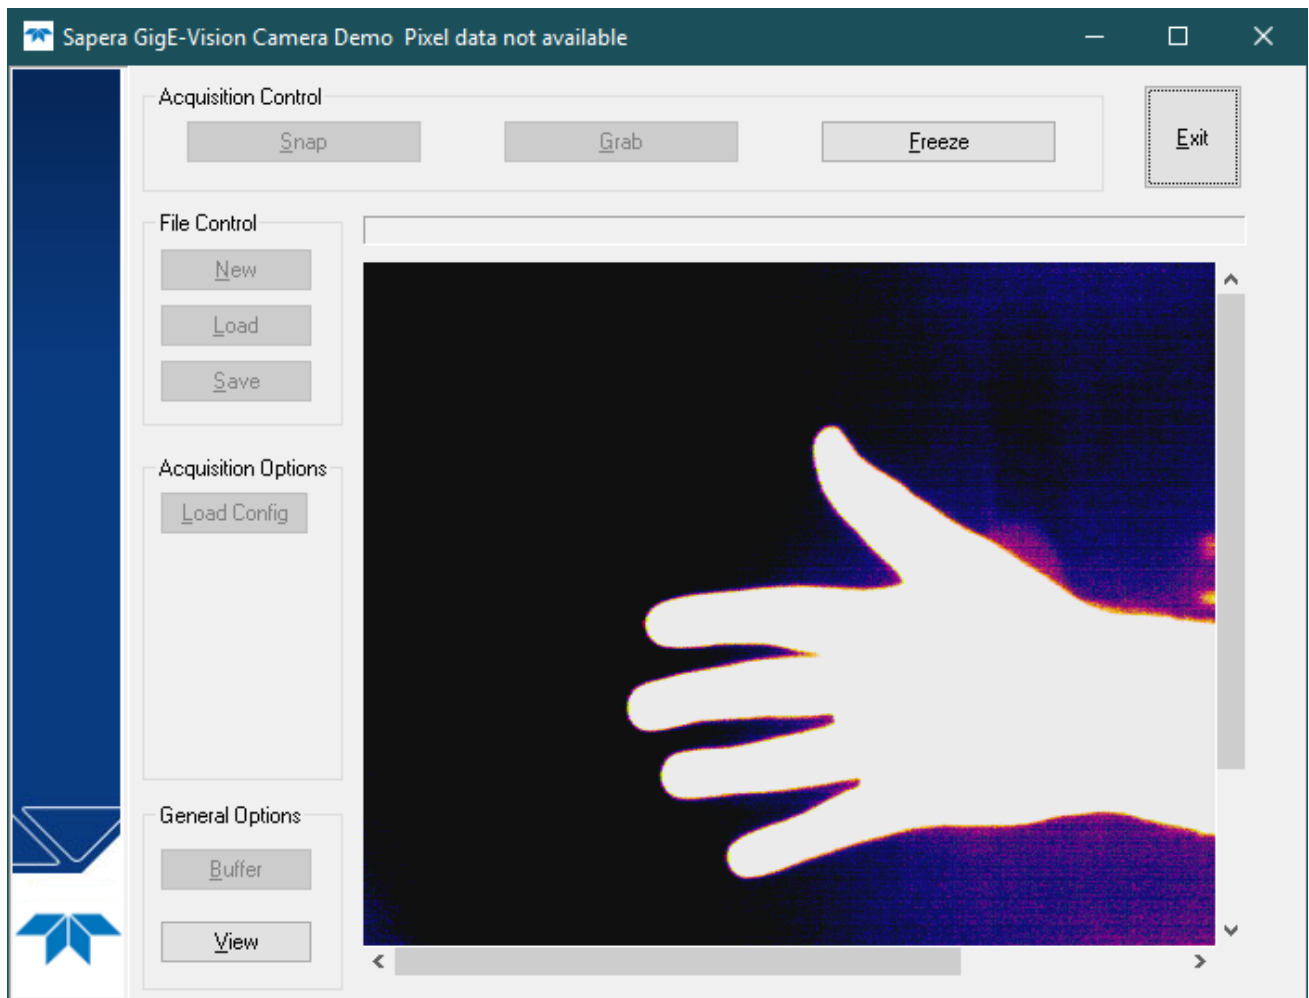 Sapera GigE-Vision Camera Demo Pixel data not available
Acquisition Control
Snap
Grab
Freeze
Exit
File Control
New
Load
Save
Acquisition Options
Load Config
General Options
Buffer
View